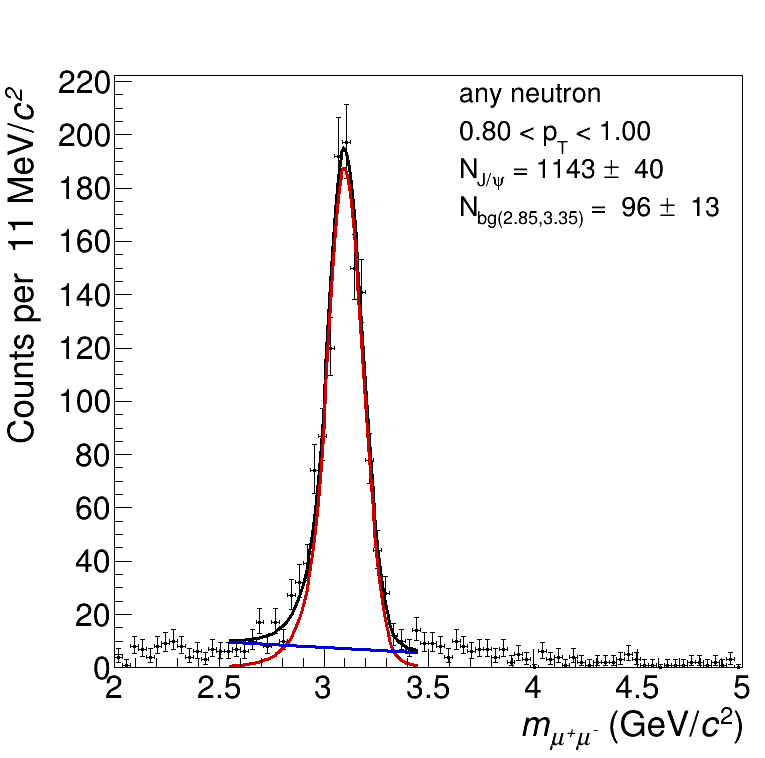 any neutron
0.80 < p_T < 1.00
N_J/ψ = 1143 ± 40
N_bg(2.85,3.35) = 96 ± 13
Counts per 11 MeV/c²
220
200
180
160
140
120
100
80
60
40
20
0
2 2.5 3 3.5 4 4.5 5
m_μ⁺μ⁻ (GeV/c²)